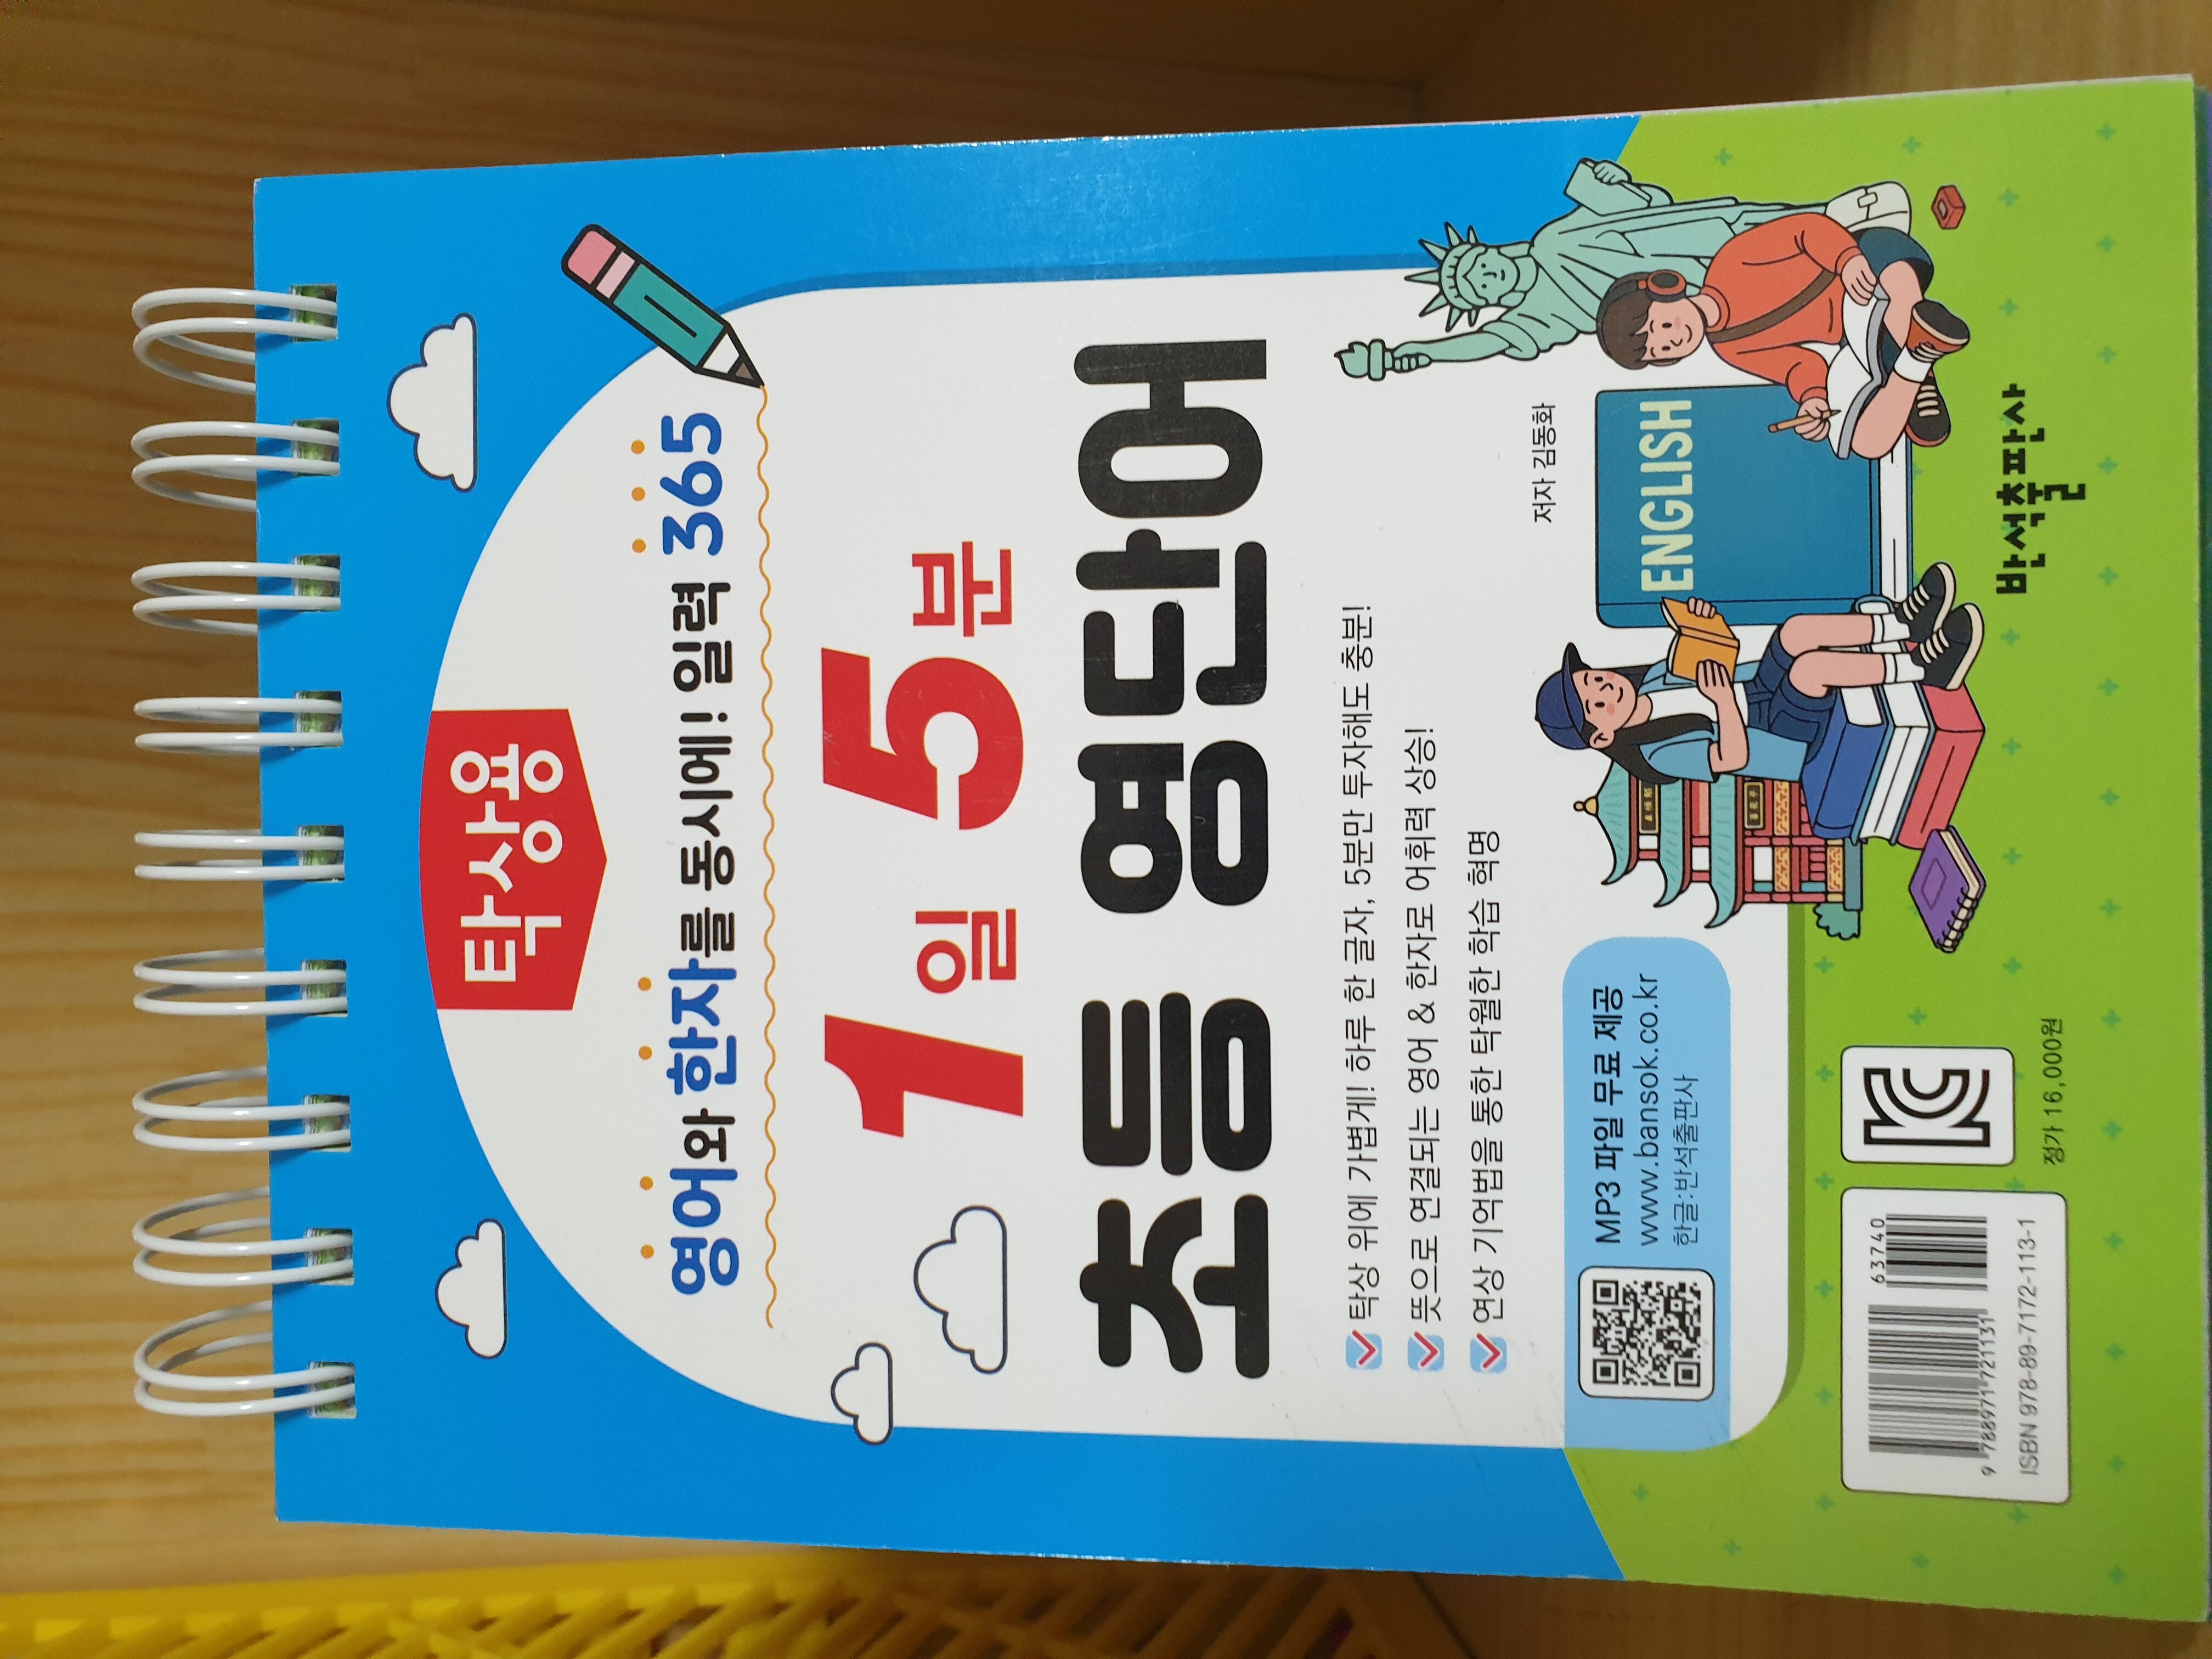 탁상용
영어와 한자를 동시에! 일력 365
1일 5분
초등 영단어
탁상 위에 가볍게! 하루 한 글자, 5분만 투자해도 충분!
뜻으로 연결되는 영어 & 한자로 어휘력 상승!
연상 기억법을 통한 탁월한 학습 혁명
저자 김동화
MP3 파일 무료 제공
www.bansok.co.kr
한글:반석출판사
ENGLISH
63740
9 788971 721131
ISBN 978-89-7172-113-1
정가 16,000원
반석출판사